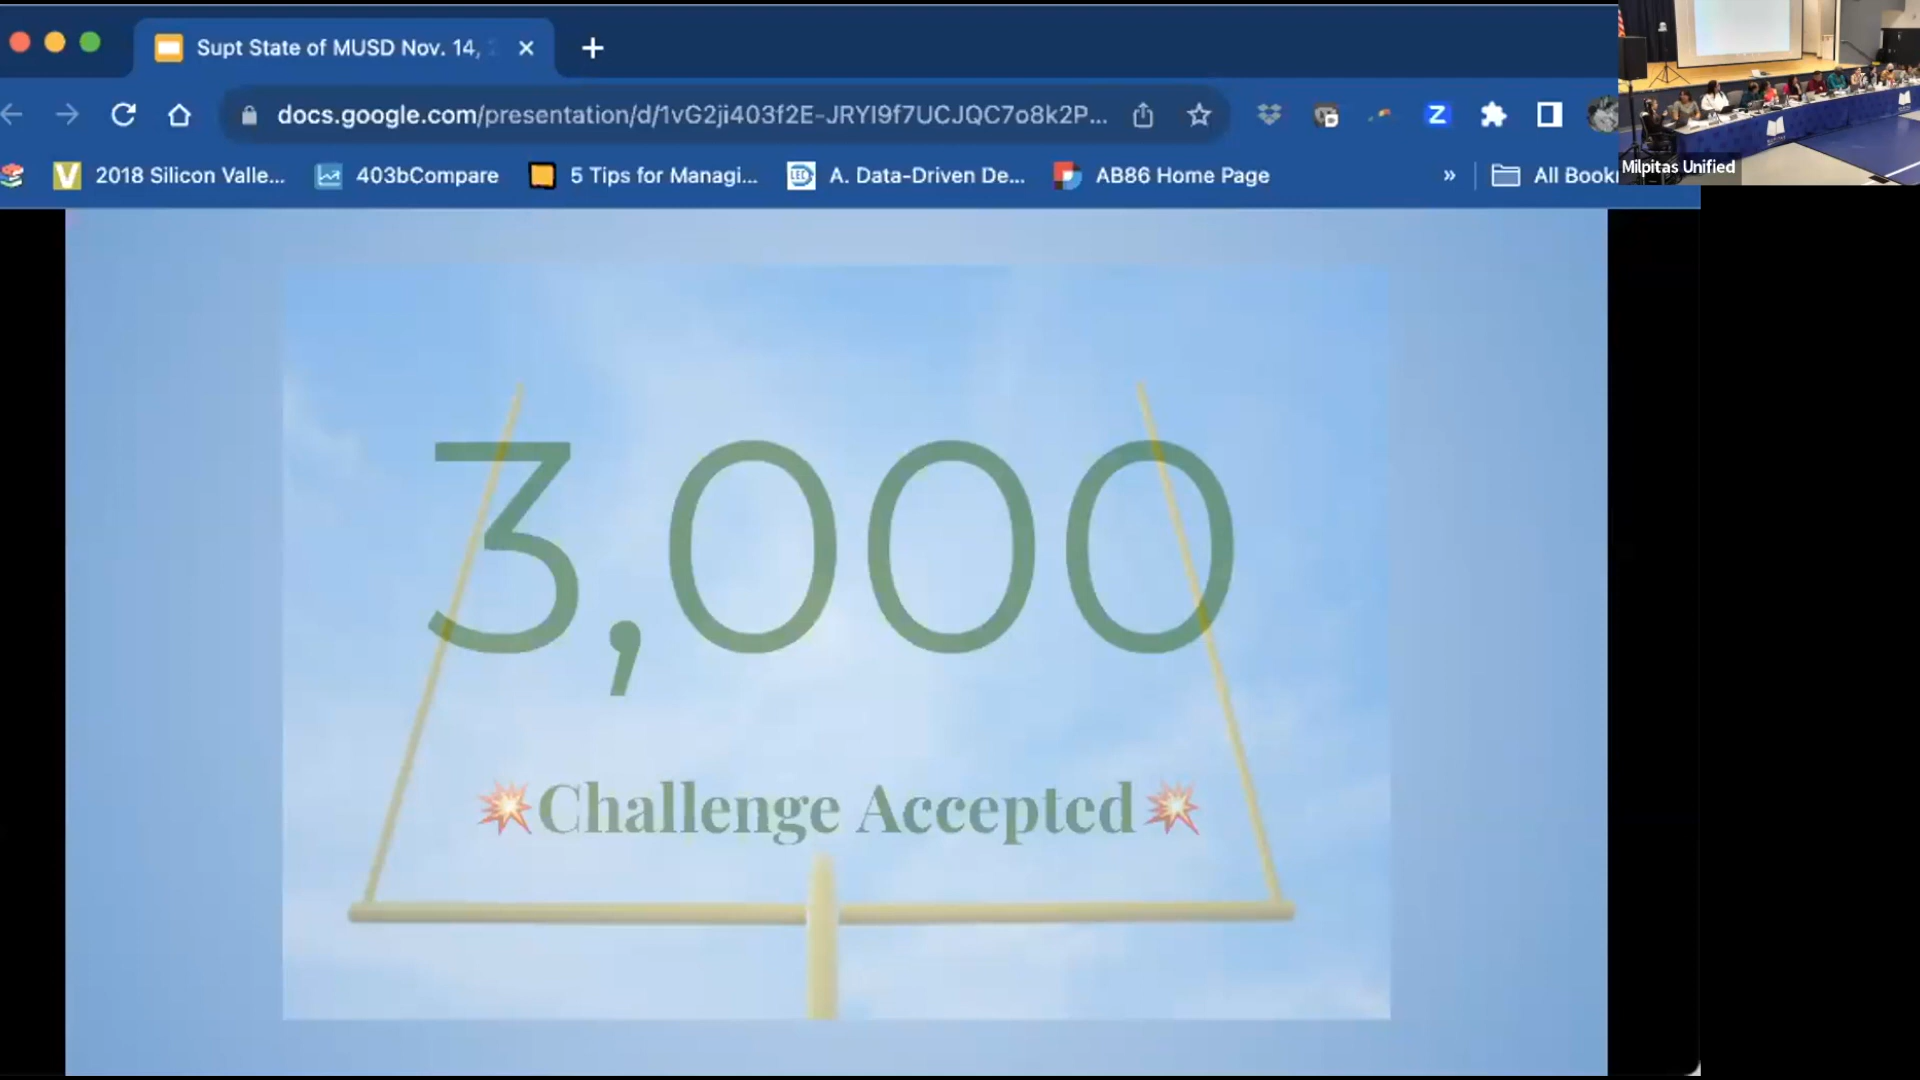 Supt State of MUSD Nov. 14,
docs.google.com/presentation/d/1vG2ji403f2E-JRYI9f7UCJQC7o8k2P...
2018 Silicon Valle...
403bCompare
5 Tips for Managi...
A. Data-Driven De...
AB86 Home Page
»
All Book
Milpitas Unified
3,000
💥Challenge Accepted💥